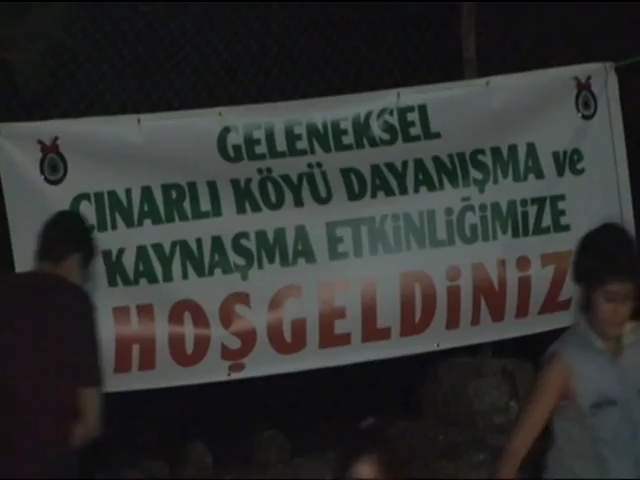 GELENEKSEL
ÇINARLI KÖYÜ DAYANIŞMA ve
KAYNAŞMA ETKİNLİĞİMİZE
HOŞGELDİNİZ